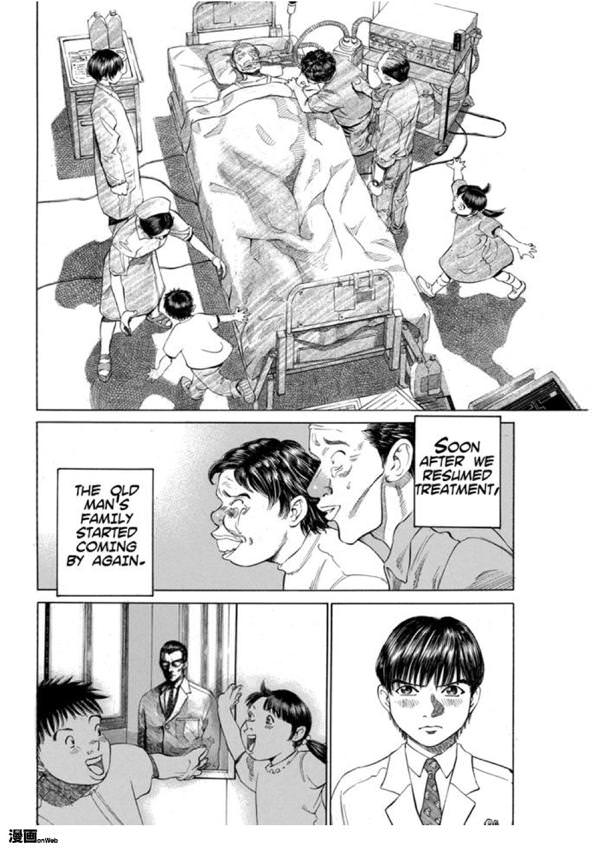 SOON
AFTER WE
RESUMED
TREATMENT,
THE OLD
MAN'S
FAMILY
STARTED
COMING
BY AGAIN.
漫画onWeb